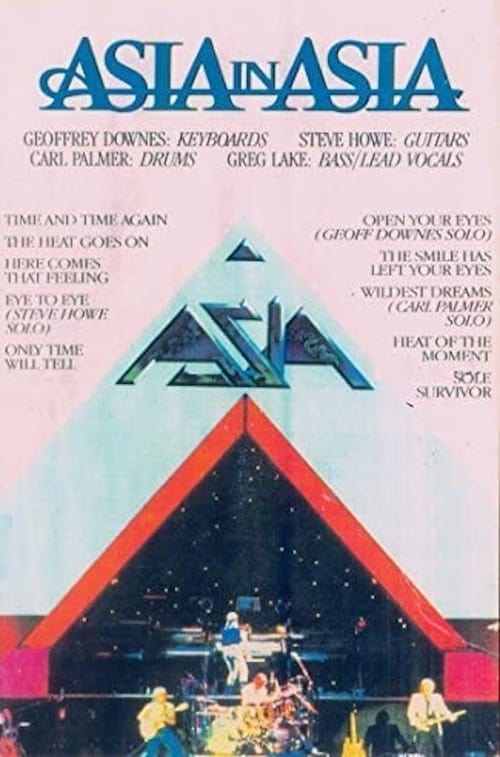 ASIA IN ASIA
GEOFFREY DOWNES: KEYBOARDS STEVE HOWE: GUITARS
CARL PALMER: DRUMS GREG LAKE: BASS/LEAD VOCALS
TIME AND TIME AGAIN
THE HEAT GOES ON
HERE COMES
THAT FEELING
EYE TO EYE
(STEVE HOWE
SOLO)
ONLY TIME
WILL TELL
OPEN YOUR EYES
(GEOFF DOWNES SOLO)
THE SMILE HAS
LEFT YOUR EYES
WILDEST DREAMS
(CARL PALMER
SOLO)
HEAT OF THE
MOMENT
SOLE
SURVIVOR
ASIA